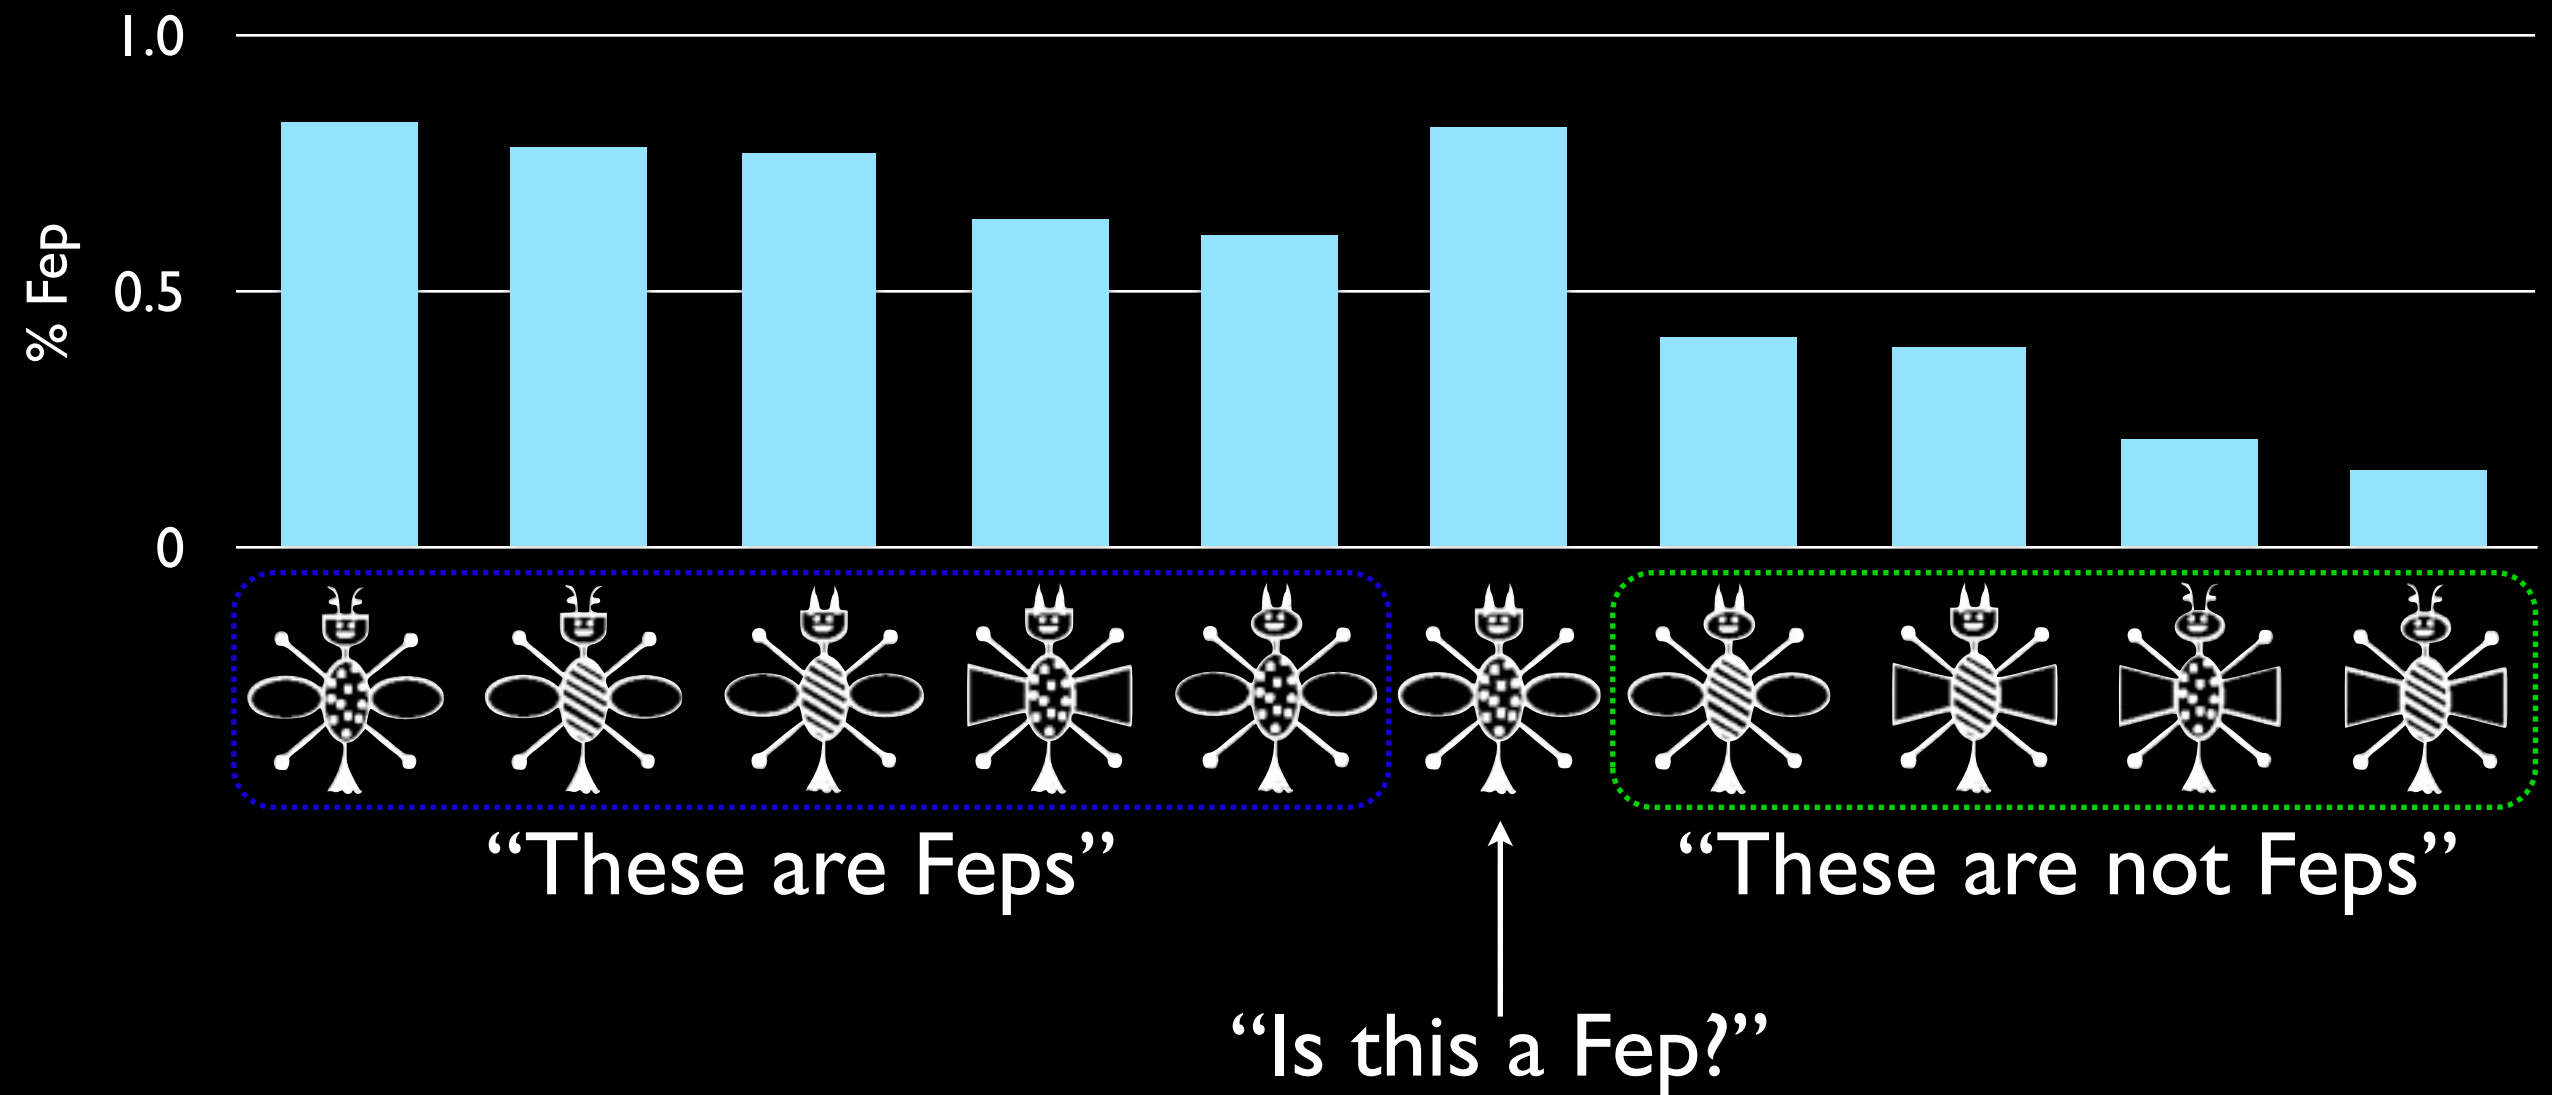 1.0
% Fep
0.5
0
“These are Feps”
“These are not Feps”
“Is this a Fep?”